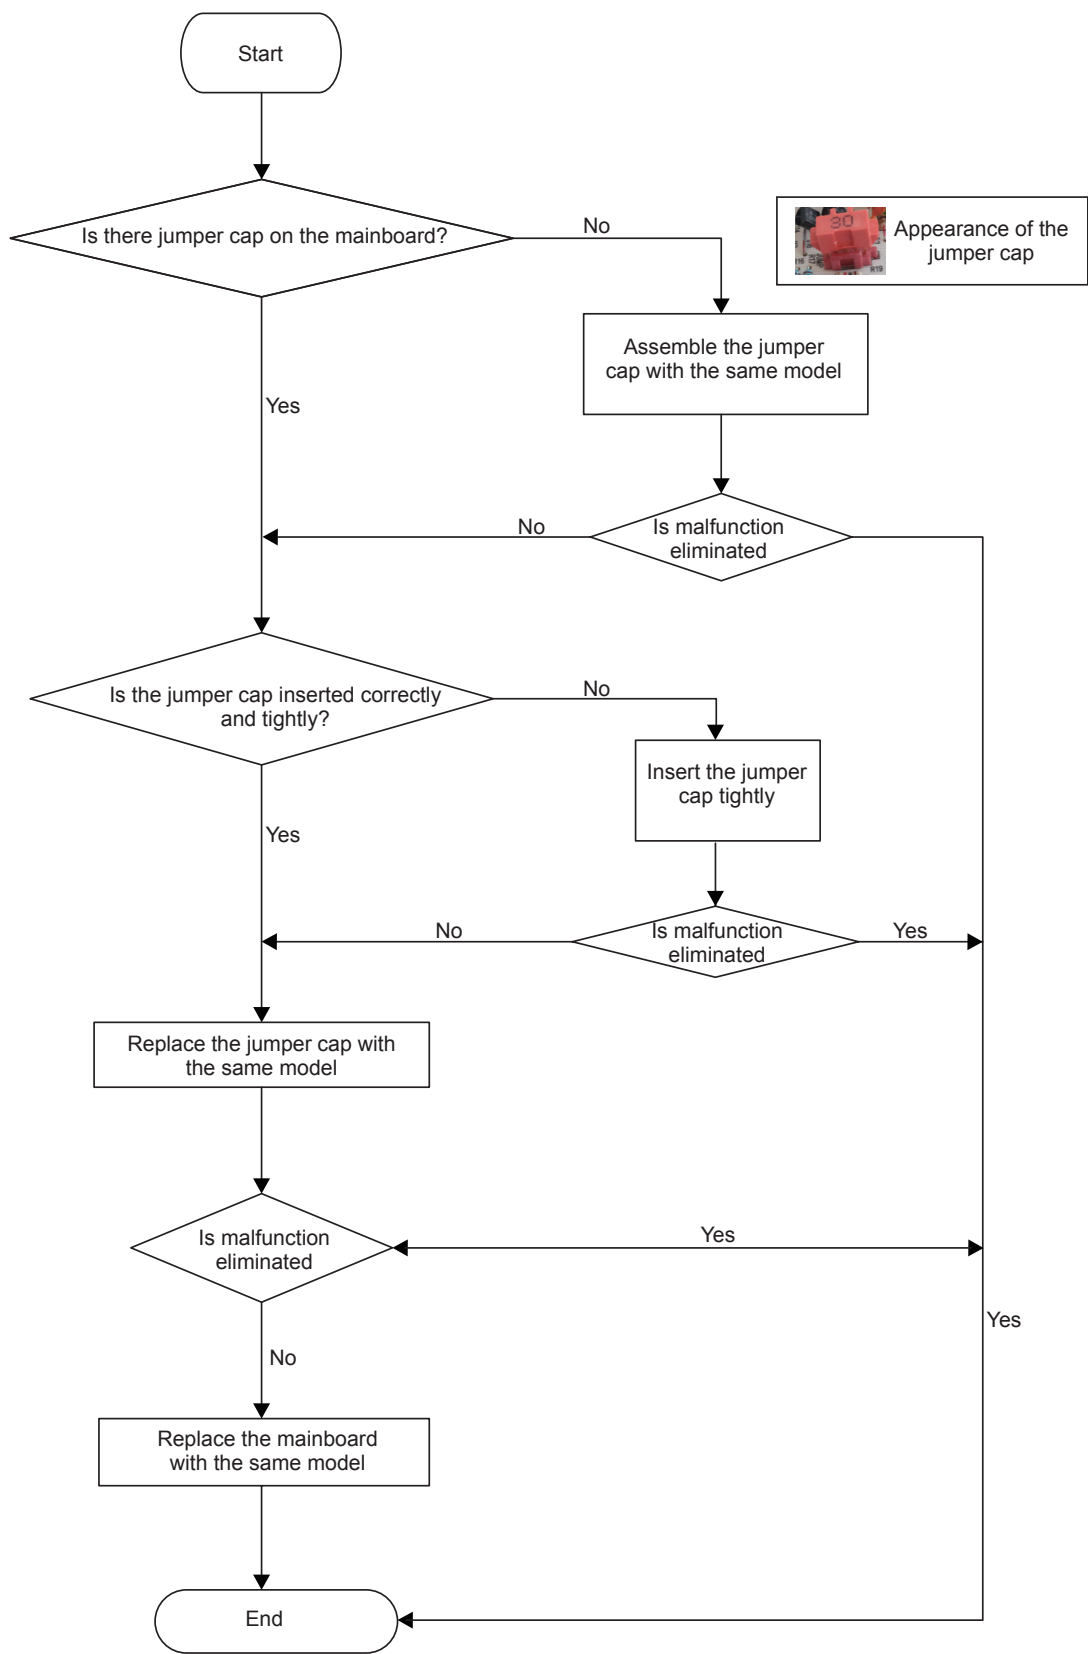 Start
Is there jumper cap on the mainboard?
No
30
R19
Appearance of the
jumper cap
Assemble the jumper
cap with the same model
Yes
No
Is malfunction
eliminated
Is the jumper cap inserted correctly
and tightly?
No
Insert the jumper
cap tightly
Yes
No
Is malfunction
eliminated
Yes
Replace the jumper cap with
the same model
Is malfunction
eliminated
Yes
Yes
No
Replace the mainboard
with the same model
End